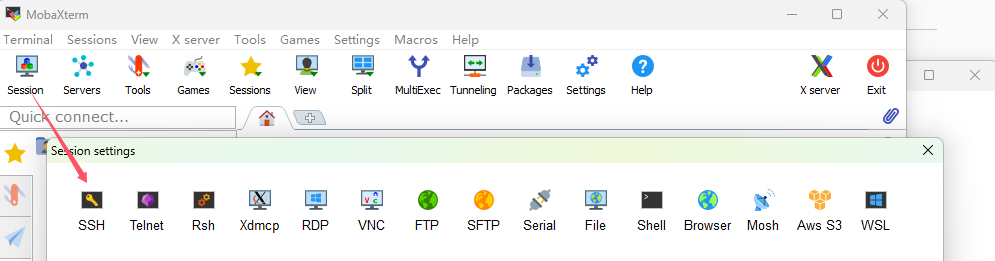 MobaXterm
Terminal Sessions View X server Tools Games Settings Macros Help
Session Servers Tools Games Sessions View Split MultiExec Tunneling Packages Settings Help X server Exit
Quick connect...
Session settings
SSH Telnet Rsh Xdmcp RDP VNC FTP SFTP Serial File Shell Browser Mosh Aws S3 WSL